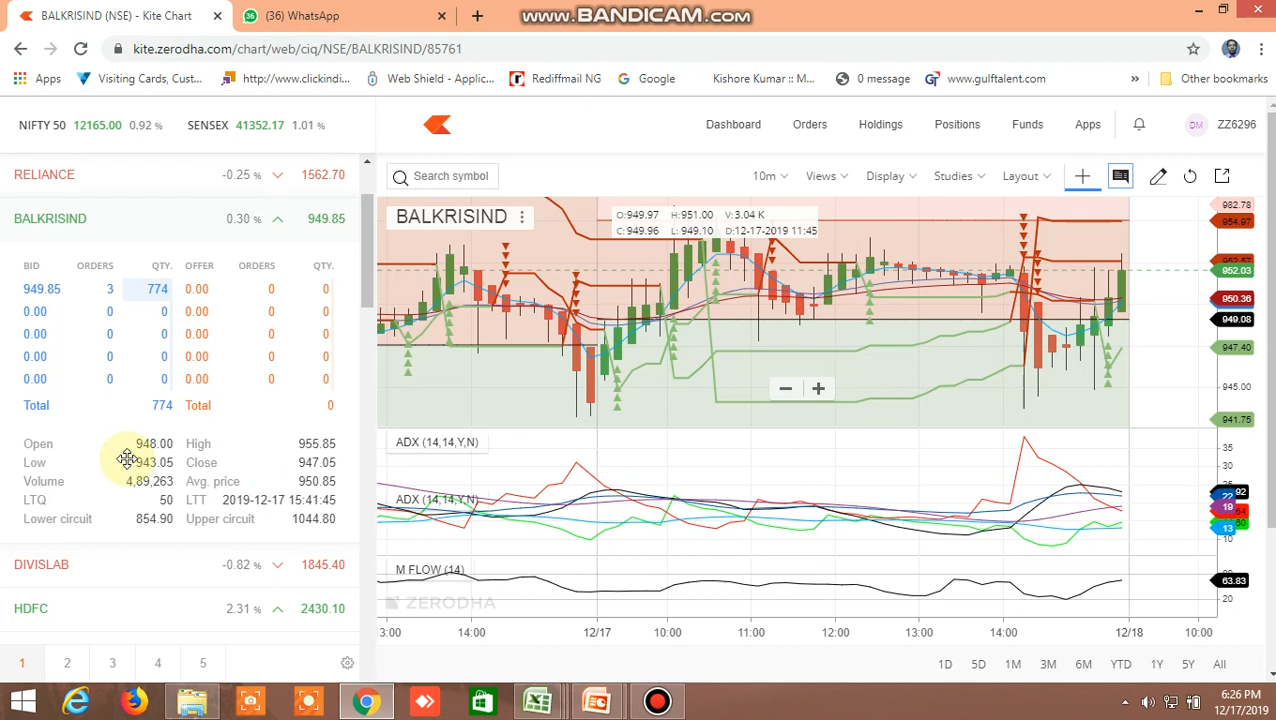 BALKRISIND (NSE) - Kite Chart
(36) WhatsApp
www.BANDICAM.com
kite.zerodha.com/chart/web/ciq/NSE/BALKRISIND/85761
Apps
Visiting Cards, Cust...
http://www.clickindi...
Web Shield - Applic...
Rediffmail NG
Google
Kishore Kumar :: M...
0 message
www.gulftalent.com
»
Other bookmarks
NIFTY 50 12165.00 0.92 % SENSEX 41352.17 1.01 %
Dashboard Orders Holdings Positions Funds Apps DM ZZ6296
RELIANCE -0.25 % 1562.70
BALKRISIND 0.30 % 949.85
BID ORDERS QTY. OFFER ORDERS QTY.
949.85 3 774 0.00 0 0
0.00 0 0 0.00 0 0
0.00 0 0 0.00 0 0
0.00 0 0 0.00 0 0
0.00 0 0 0.00 0 0
Total 774 Total 0
Open 948.00 High 955.85
Low 943.05 Close 947.05
Volume 4,89,263 Avg. price 950.85
LTQ 50 LTT 2019-12-17 15:41:45
Lower circuit 854.90 Upper circuit 1044.80
DIVISLAB -0.82 % 1845.40
HDFC 2.31 % 2430.10
1 2 3 4 5
Search symbol 10m Views Display Studies Layout
BALKRISIND
O:949.97 H:951.00 V:3.04 K
C: 949.96 L: 949.10 D:12-17-2019 11:45
982.78
954.97
952.03
950.36
949.08
947.40
945.00
941.75
ADX (14,14,Y,N)
ADX (14,14,Y,N)
35
30
22
19
13
10
M FLOW (14)
63.83
20
ZERODHA
13:00 14:00 12/17 10:00 11:00 12:00 13:00 14:00 12/18 10:00
1D 5D 1M 3M 6M YTD 1Y 5Y All
6:26 PM
12/17/2019